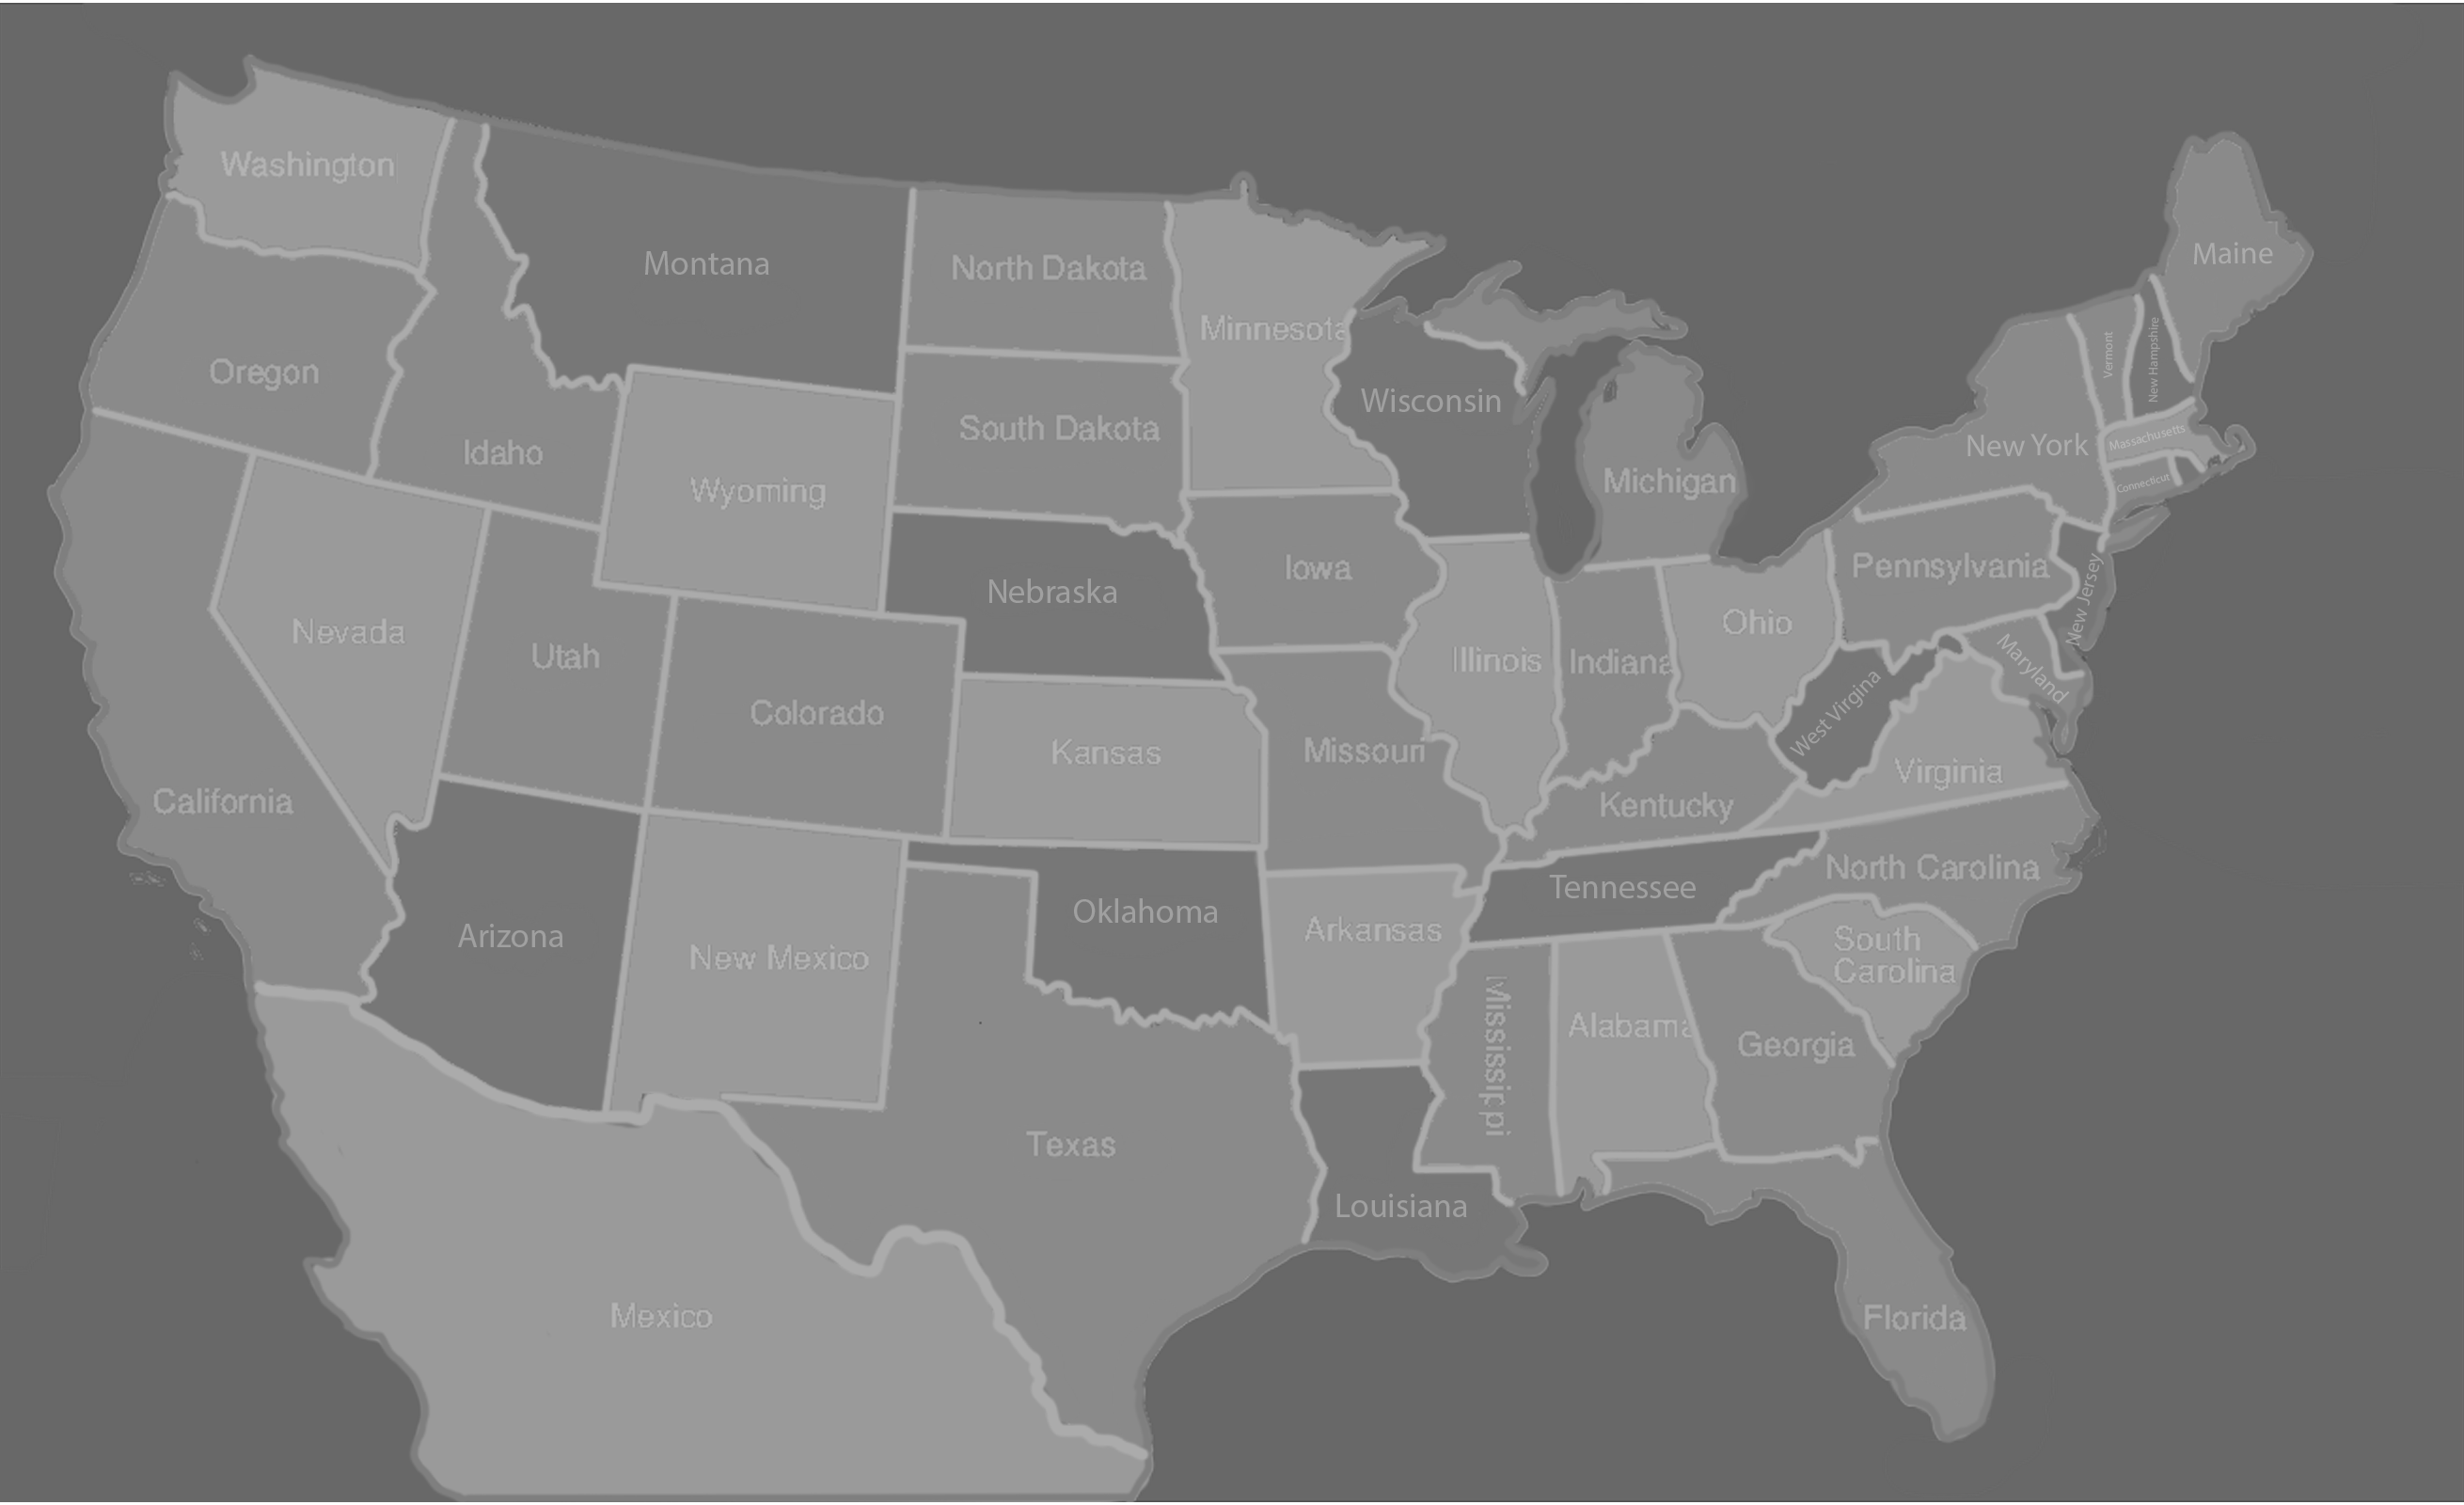 Washington
Montana
North Dakota
Minnesota
Maine
Oregon
Idaho
Wyoming
South Dakota
Wisconsin
Michigan
New York
Vermont
New Hampshire
Massachusetts
Connecticut
Nebraska
Iowa
Pennsylvania
New Jersey
Nevada
Utah
Colorado
Kansas
Missouri
Illinois
Indiana
Ohio
West Virgina
Maryland
Virginia
Kentucky
California
Arizona
New Mexico
Oklahoma
Arkansas
Tennessee
North Carolina
South
Carolina
Mississippi
Alabama
Georgia
Texas
Louisiana
Florida
Mexico